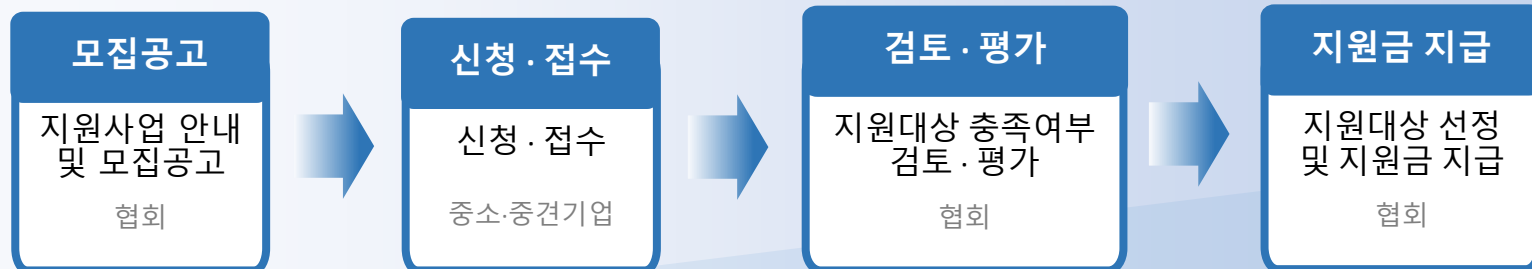 모집공고
지원사업 안내
및 모집공고
협회
신청 · 접수
신청 · 접수
중소·중견기업
검토 · 평가
지원대상 충족여부
검토 · 평가
협회
지원금 지급
지원대상 선정
및 지원금 지급
협회